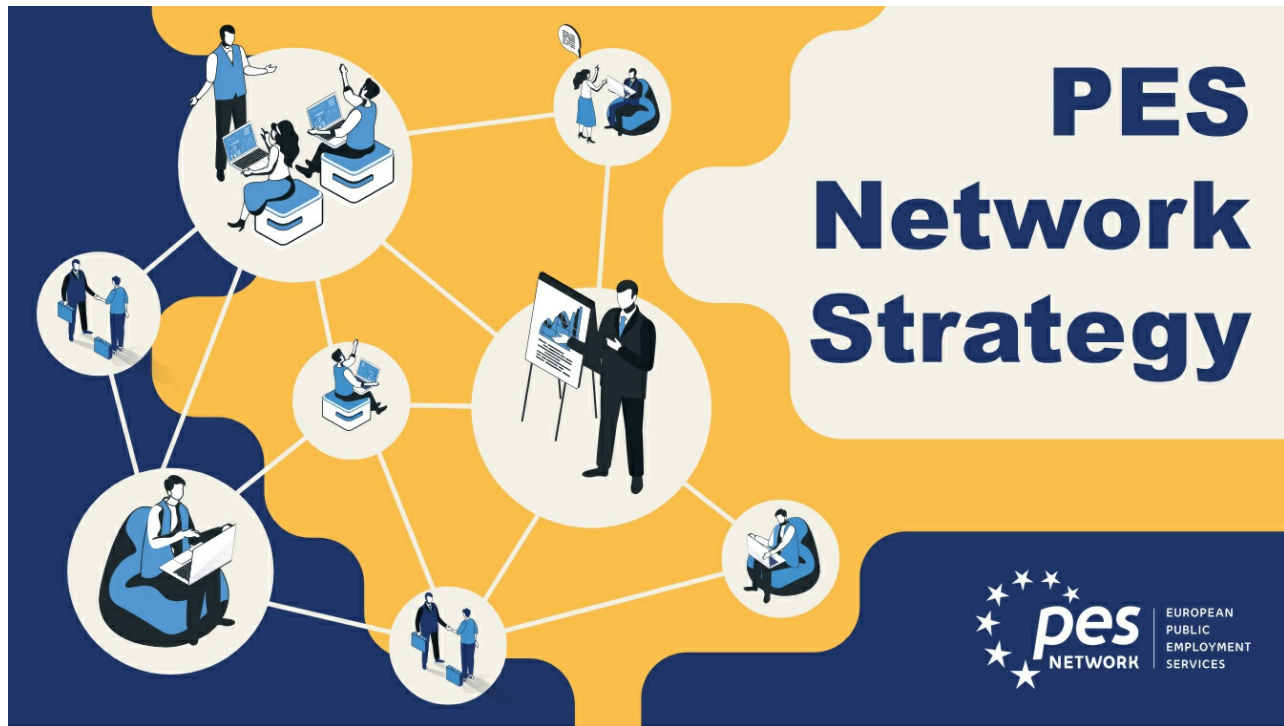 PES
Network
Strategy
pes
NETWORK
EUROPEAN
PUBLIC
EMPLOYMENT
SERVICES